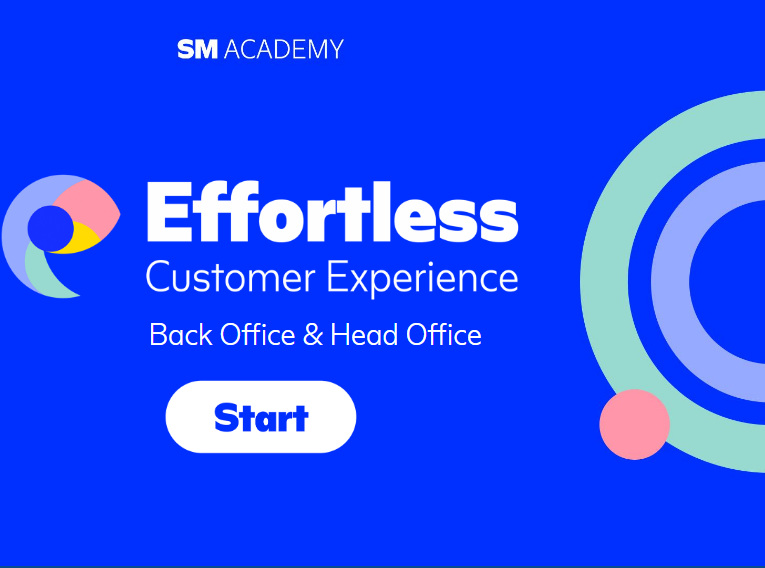 SM ACADEMY
Effortless
Customer Experience
Back Office & Head Office
Start